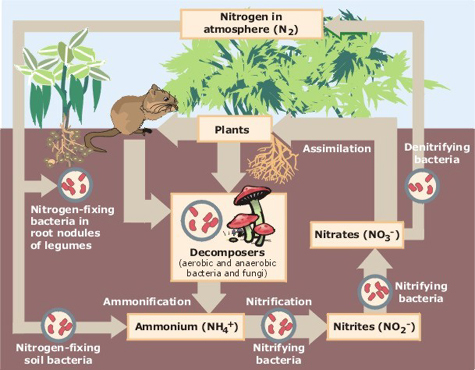 Nitrogen in
atmosphere (N₂)
Plants
Assimilation
Denitrifying
bacteria
Nitrogen-fixing
bacteria in
root nodules
of legumes
Decomposers
(aerobic and anaerobic
bacteria and fungi)
Nitrates (NO₃⁻)
Ammonification
Nitrification
Nitrifying
bacteria
Ammonium (NH₄⁺)
Nitrites (NO₂⁻)
Nitrogen-fixing
soil bacteria
Nitrifying
bacteria